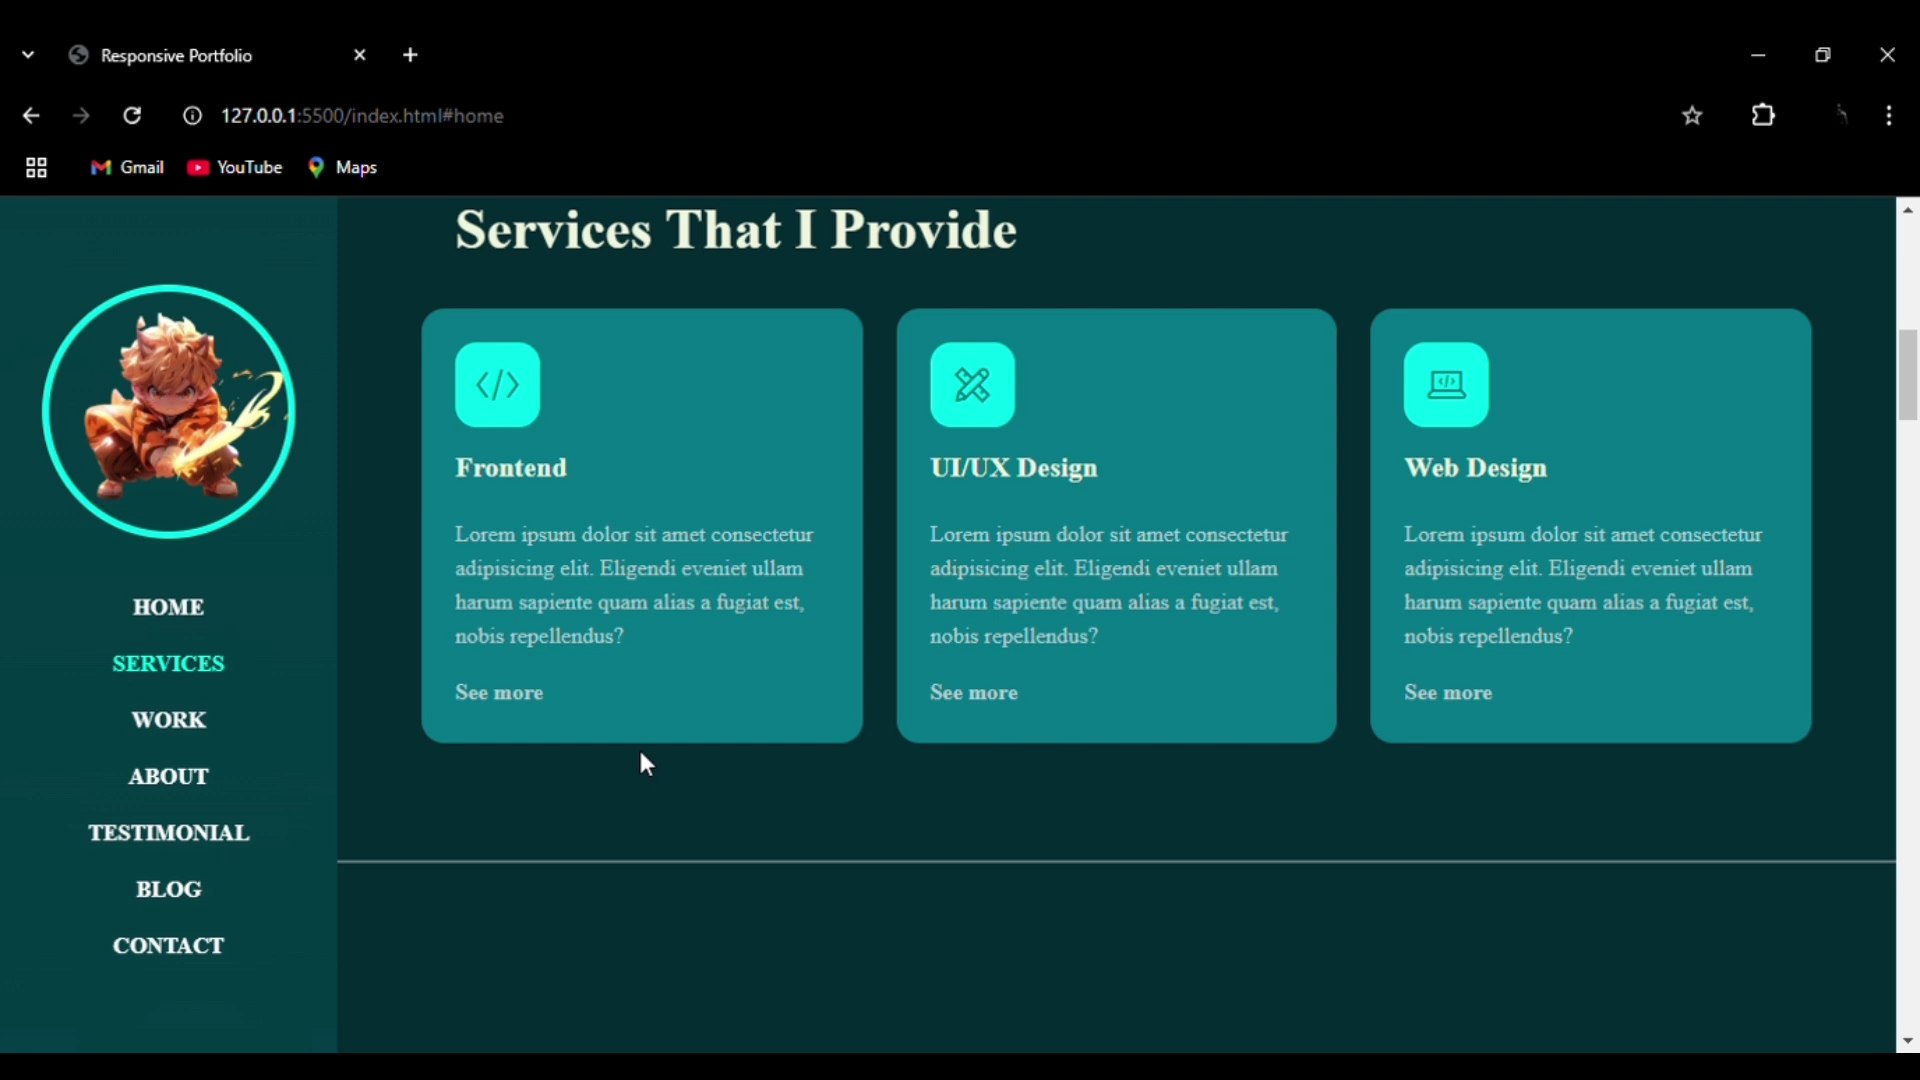 Responsive Portfolio
127.0.0.1:5500/index.html#home
Gmail YouTube Maps
HOME
SERVICES
WORK
ABOUT
TESTIMONIAL
BLOG
CONTACT
Services That I Provide
</>
Frontend
Lorem ipsum dolor sit amet consectetur
adipisicing elit. Eligendi eveniet ullam
harum sapiente quam alias a fugiat est,
nobis repellendus?
See more
UI/UX Design
Lorem ipsum dolor sit amet consectetur
adipisicing elit. Eligendi eveniet ullam
harum sapiente quam alias a fugiat est,
nobis repellendus?
See more
</>
Web Design
Lorem ipsum dolor sit amet consectetur
adipisicing elit. Eligendi eveniet ullam
harum sapiente quam alias a fugiat est,
nobis repellendus?
See more